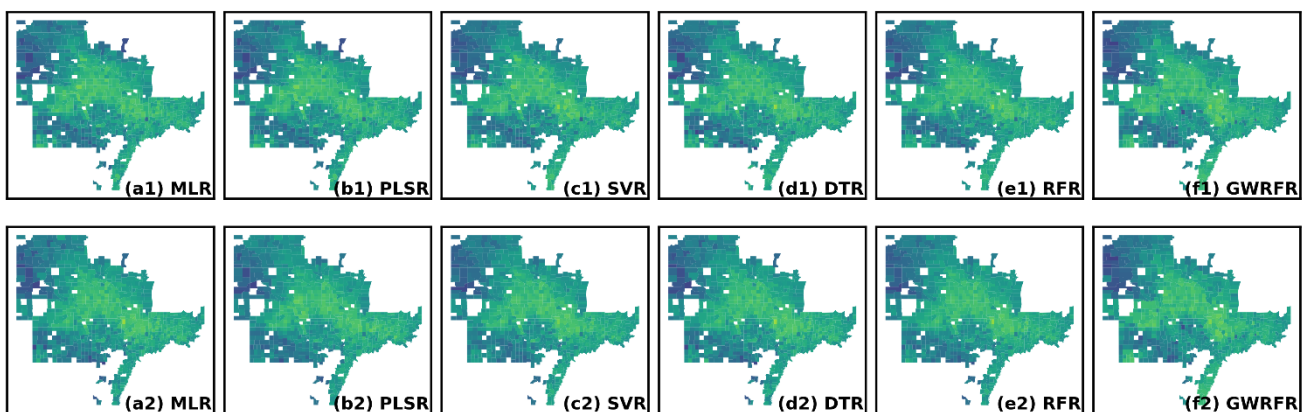 (a1) MLR
(b1) PLSR
(c1) SVR
(d1) DTR
(e1) RFR
(f1) GWRFR
(a2) MLR
(b2) PLSR
(c2) SVR
(d2) DTR
(e2) RFR
(f2) GWRFR